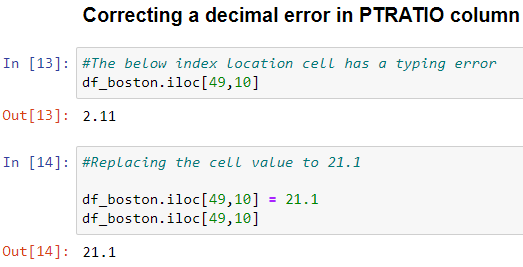 Correcting a decimal error in PTRATIO column
In [13]: #The below index location cell has a typing error
df_boston.iloc[49,10]
Out[13]: 2.11
In [14]: #Replacing the cell value to 21.1
df_boston.iloc[49,10] = 21.1
df_boston.iloc[49,10]
Out[14]: 21.1